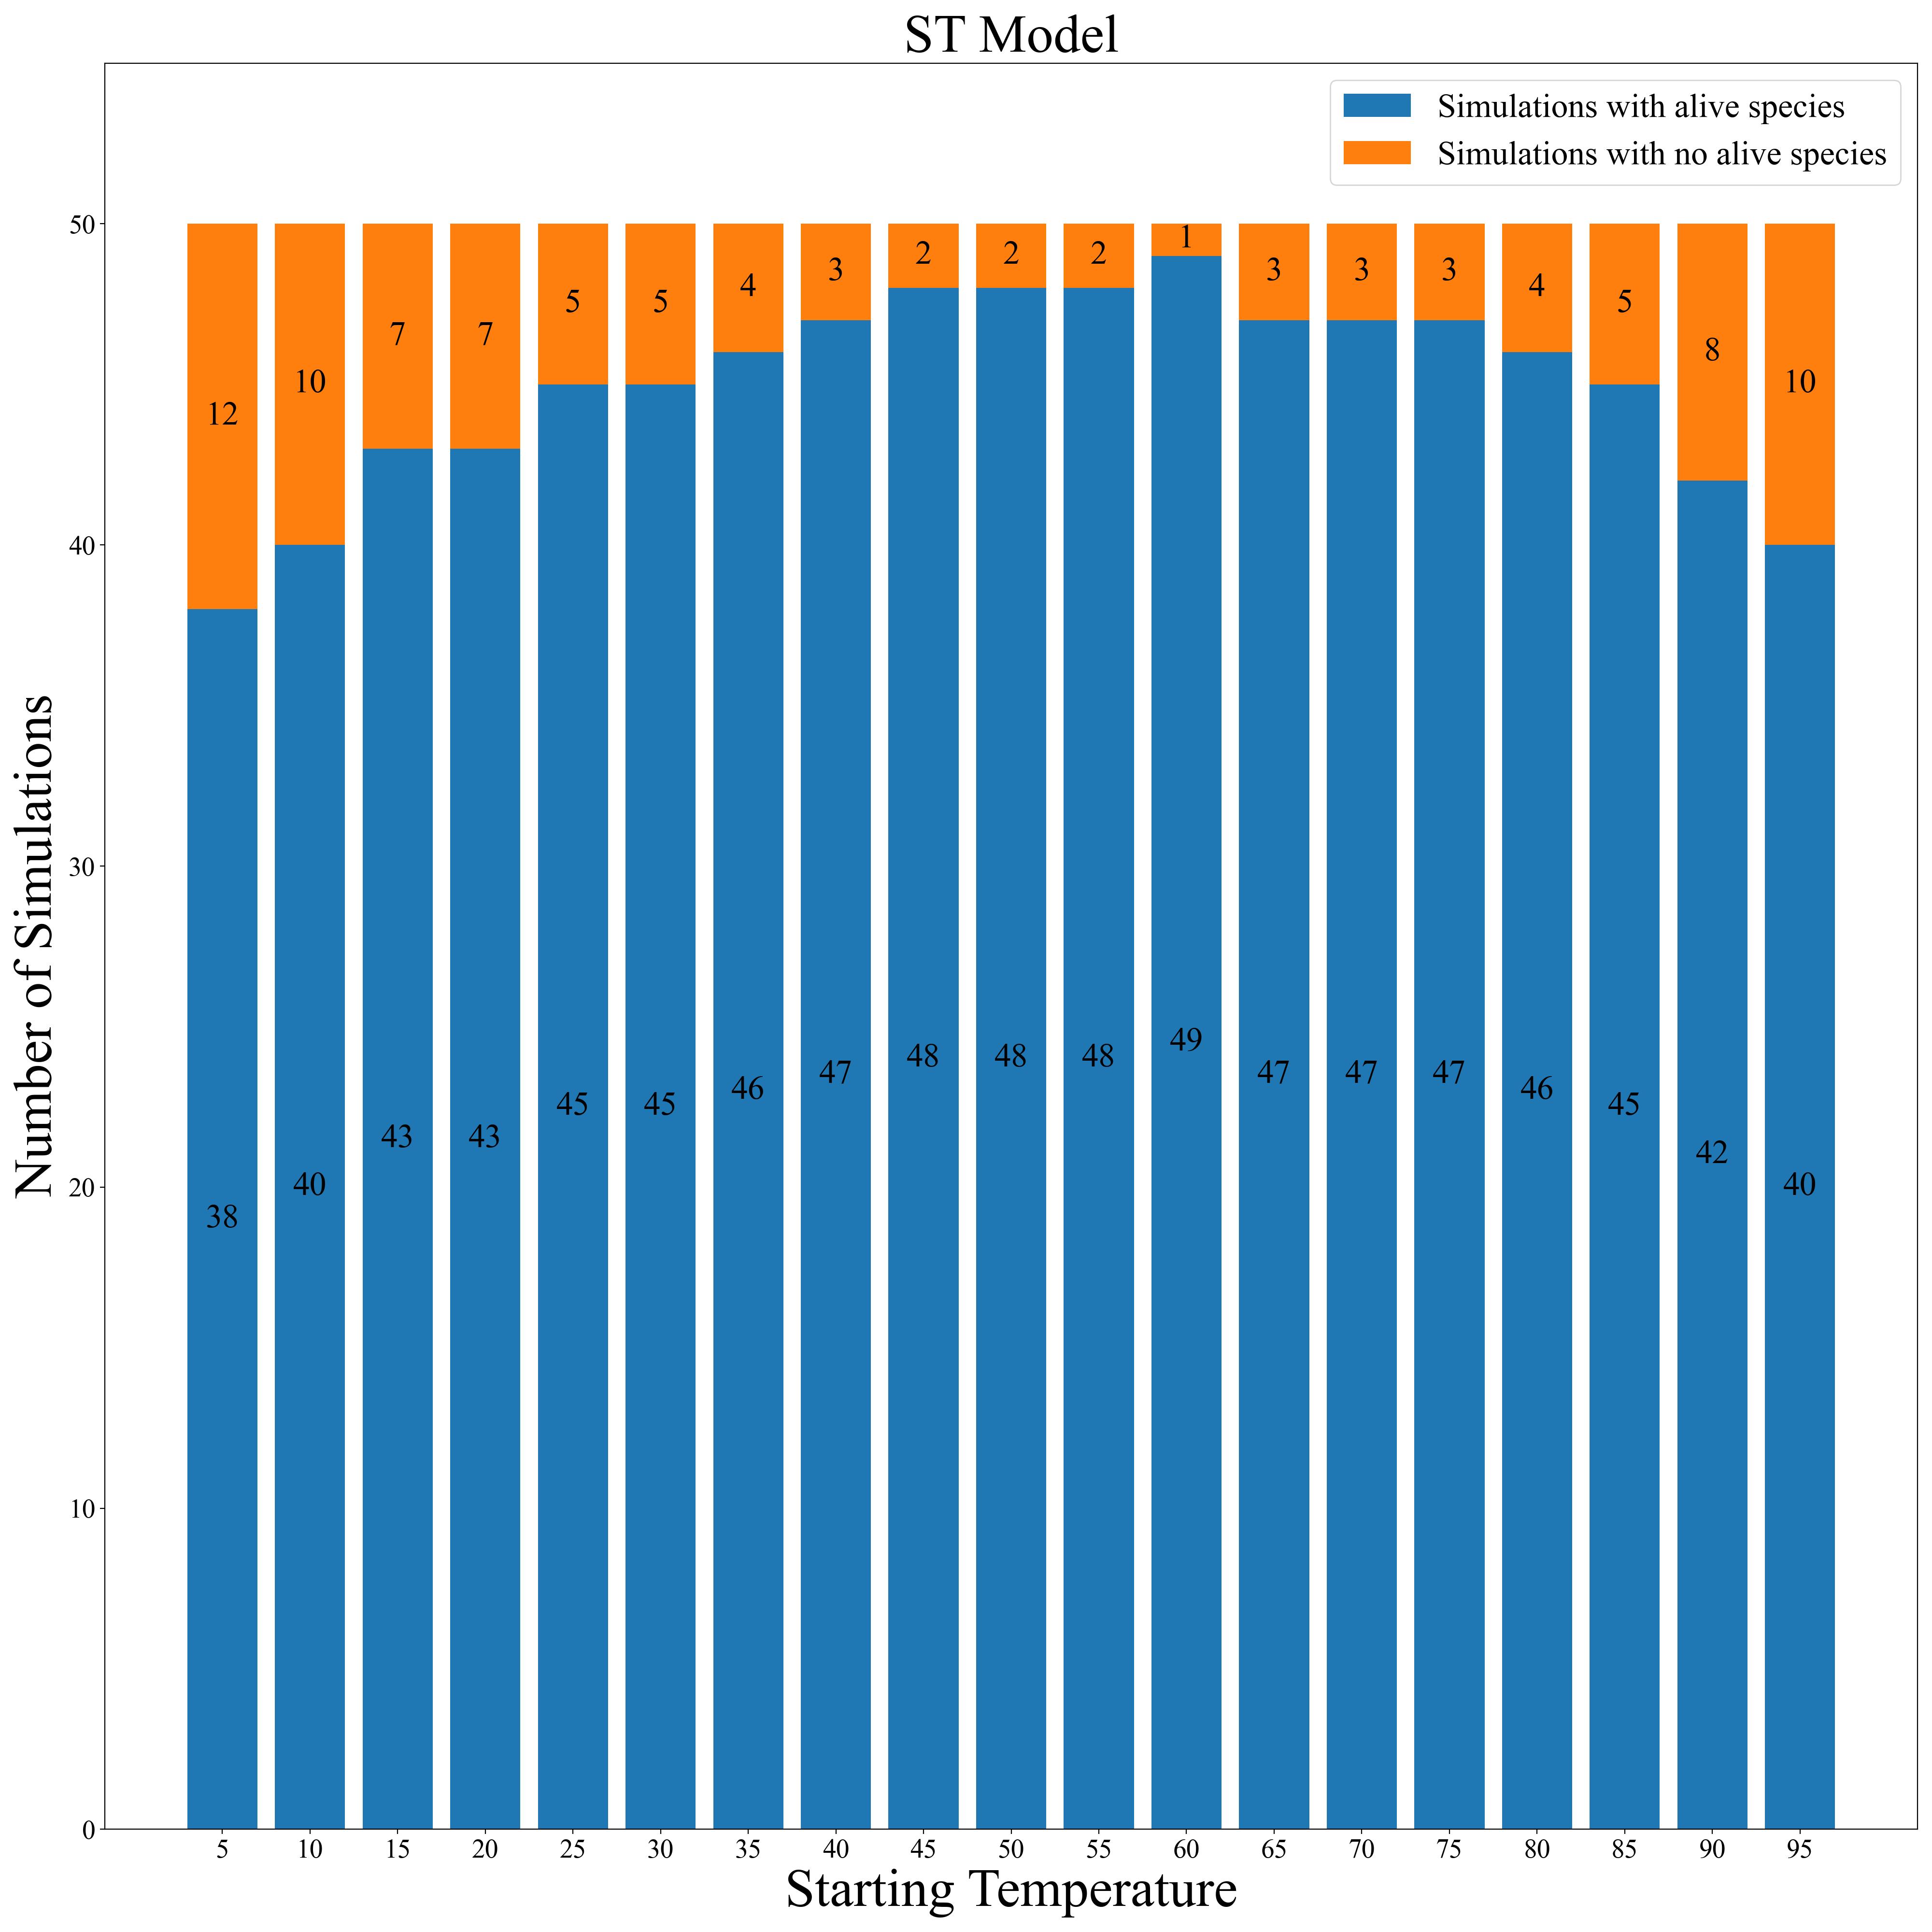 ST Model
Simulations with alive species
Simulations with no alive species
50
40
30
20
10
0
Number of Simulations
12 10 7 7 5 5 4 3 2 2 2 1 3 3 3 4 5 8 10
38 40 43 43 45 45 46 47 48 48 48 49 47 47 47 46 45 42 40
5 10 15 20 25 30 35 40 45 50 55 60 65 70 75 80 85 90 95
Starting Temperature